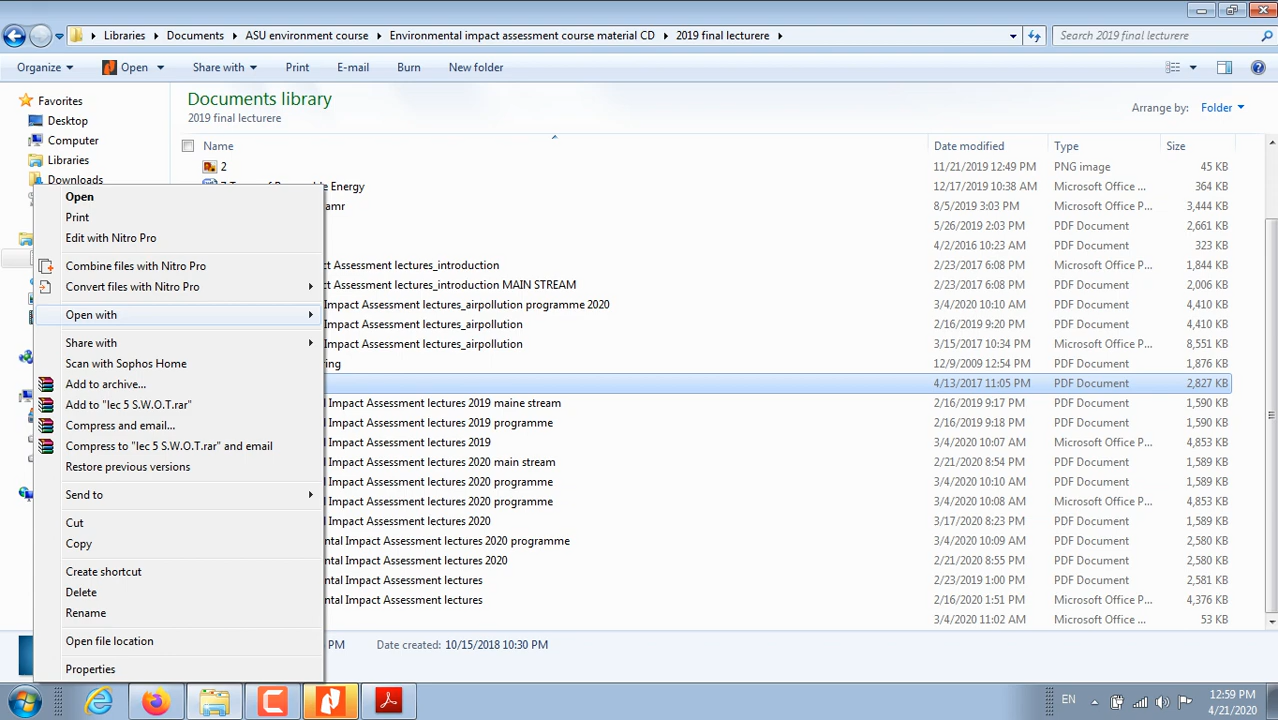 Libraries ▸ Documents ▸ ASU environment course ▸ Environmental impact assessment course material CD ▸ 2019 final lecturere ▸
Search 2019 final lecturere
Organize
Open
Share with
Print
E-mail
Burn
New folder
Favorites
Desktop
Computer
Libraries
Downloads
Documents library
2019 final lecturere
Arrange by: Folder
Name
Date modified
Type
Size
2 11/21/2019 12:49 PM PNG image 45 KB
Energy 12/17/2019 10:38 AM Microsoft Office ... 364 KB
amr 8/5/2019 3:03 PM Microsoft Office P... 3,444 KB
5/26/2019 2:03 PM PDF Document 2,661 KB
4/2/2016 10:23 AM PDF Document 323 KB
ct Assessment lectures_introduction 2/23/2017 6:08 PM Microsoft Office P... 1,844 KB
ct Assessment lectures_introduction MAIN STREAM 2/23/2017 6:08 PM PDF Document 2,006 KB
Impact Assessment lectures_airpollution programme 2020 3/4/2020 10:10 AM PDF Document 4,410 KB
Impact Assessment lectures_airpollution 2/16/2019 9:20 PM PDF Document 4,410 KB
Impact Assessment lectures_airpollution 3/15/2017 10:34 PM Microsoft Office P... 8,551 KB
ring 12/9/2009 12:54 PM PDF Document 1,876 KB
4/13/2017 11:05 PM PDF Document 2,827 KB
l Impact Assessment lectures 2019 maine stream 2/16/2019 9:17 PM PDF Document 1,590 KB
l Impact Assessment lectures 2019 programme 2/16/2019 9:18 PM PDF Document 1,590 KB
l Impact Assessment lectures 2019 3/4/2020 10:07 AM Microsoft Office P... 4,853 KB
l Impact Assessment lectures 2020 main stream 2/21/2020 8:54 PM PDF Document 1,589 KB
l Impact Assessment lectures 2020 programme 3/4/2020 10:09 AM PDF Document 1,589 KB
l Impact Assessment lectures 2020 programme 3/4/2020 10:08 AM Microsoft Office P... 4,853 KB
l Impact Assessment lectures 2020 3/17/2020 8:23 PM PDF Document 1,589 KB
ntal Impact Assessment lectures 2020 programme 3/4/2020 10:09 AM PDF Document 2,580 KB
ntal Impact Assessment lectures 2020 2/21/2020 8:55 PM PDF Document 2,580 KB
ntal Impact Assessment lectures 2/23/2019 1:00 PM PDF Document 2,581 KB
ntal Impact Assessment lectures 2/16/2020 1:51 PM Microsoft Office P... 4,376 KB
3/4/2020 11:02 AM Microsoft Office ... 53 KB
Open
Print
Edit with Nitro Pro
Combine files with Nitro Pro
Convert files with Nitro Pro
Open with
Share with
Scan with Sophos Home
Add to archive...
Add to "lec 5 S.W.O.T.rar"
Compress and email...
Compress to "lec 5 S.W.O.T.rar" and email
Restore previous versions
Send to
Cut
Copy
Create shortcut
Delete
Rename
Open file location
Properties
PM Date created: 10/15/2018 10:30 PM
EN
12:59 PM
4/21/2020